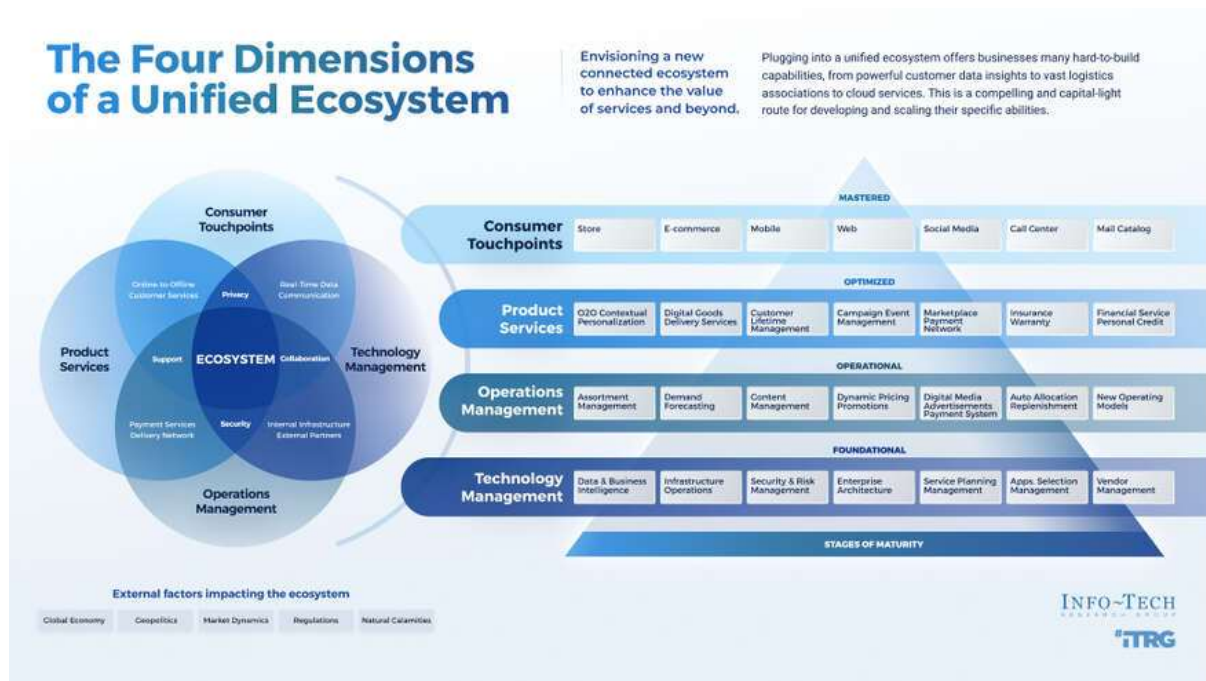 The Four Dimensions
of a Unified Ecosystem
Envisioning a new
connected ecosystem
to enhance the value
of services and beyond.
Plugging into a unified ecosystem offers businesses many hard-to-build
capabilities, from powerful customer data insights to vast logistics
associations to cloud services. This is a compelling and capital-light
route for developing and scaling their specific abilities.
Consumer
Touchpoints
Online-to-Offline
Customer Services
Privacy
Real-Time Data
Communication
Product
Services
Support
ECOSYSTEM
Collaboration
Technology
Management
Payment Services
Delivery Network
Security
Internal Infrastructure
External Partners
Operations
Management
MASTERED
Consumer
Touchpoints
Store
E-commerce
Mobile
Web
Social Media
Call Center
Mail Catalog
OPTIMIZED
Product
Services
O2O Contextual
Personalization
Digital Goods
Delivery Services
Customer
Lifetime
Management
Campaign Event
Management
Marketplace
Payment
Network
Insurance
Warranty
Financial Service
Personal Credit
OPERATIONAL
Operations
Management
Assortment
Management
Demand
Forecasting
Content
Management
Dynamic Pricing
Promotions
Digital Media
Advertisements
Payment System
Auto Allocation
Replenishment
New Operating
Models
FOUNDATIONAL
Technology
Management
Data & Business
Intelligence
Infrastructure
Operations
Security & Risk
Management
Enterprise
Architecture
Service Planning
Management
Apps. Selection
Management
Vendor
Management
STAGES OF MATURITY
External factors impacting the ecosystem
Global Economy
Geopolitics
Market Dynamics
Regulations
Natural Calamities
INFO~TECH
RESEARCH GROUP
#iTRG